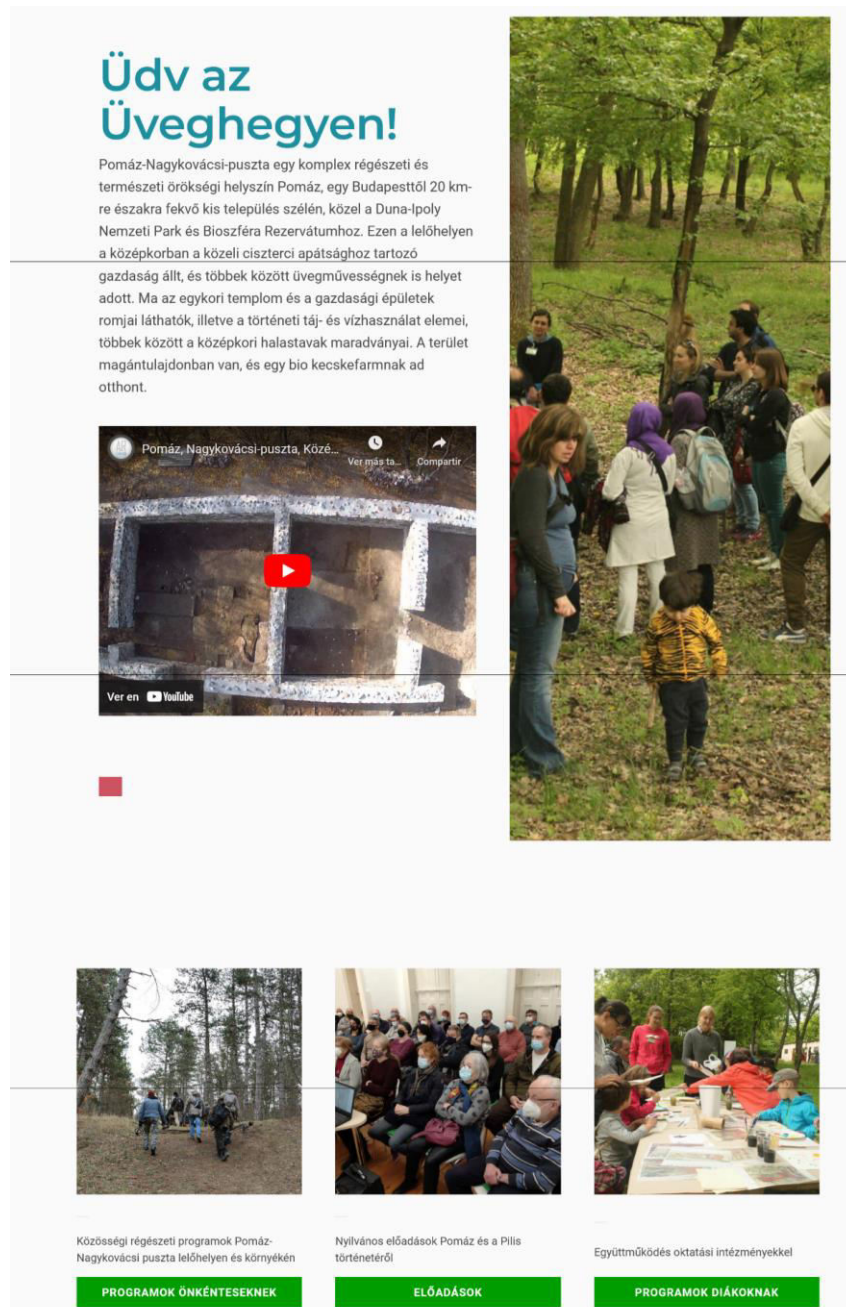 Üdv az
Üveghegyen!
Pomáz-Nagykovácsi-puszta egy komplex régészeti és
természeti örökségi helyszín Pomáz, egy Budapesttől 20 km-
re északra fekvő kis település szélén, közel a Duna-Ipoly
Nemzeti Park és Bioszféra Rezervátumhoz. Ezen a lelőhelyen
a középkorban a közeli ciszterci apátsághoz tartozó
gazdaság állt, és többek között üvegművességnek is helyet
adott. Ma az egykori templom és a gazdasági épületek
romjai láthatók, illetve a történeti táj- és vízhasználat elemei,
többek között a középkori halastavak maradványai. A terület
magántulajdonban van, és egy bio kecskefarmnak ad
otthont.
Pomáz, Nagykovácsi-puszta, Közé...
Ver más ta...
Compartir
Ver en YouTube
Közösségi régészeti programok Pomáz-
Nagykovácsi puszta lelőhelyen és környékén
PROGRAMOK ÖNKÉNTESEKNEK
Nyilvános előadások Pomáz és a Pilis
történetéről
ELŐADÁSOK
Együttműködés oktatási intézményekkel
PROGRAMOK DIÁKOKNAK